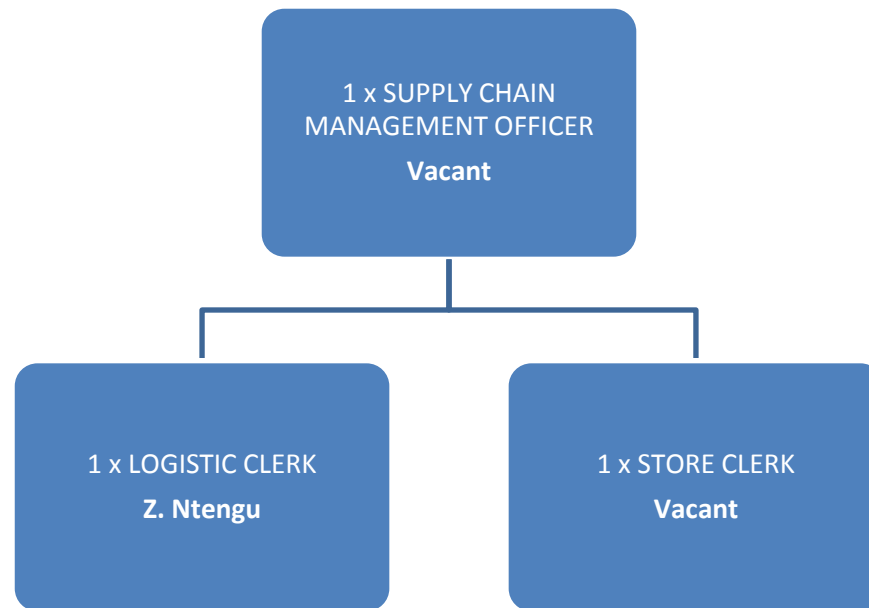 1 x SUPPLY CHAIN
MANAGEMENT OFFICER
Vacant
1 x LOGISTIC CLERK
Z. Ntengu
1 x STORE CLERK
Vacant